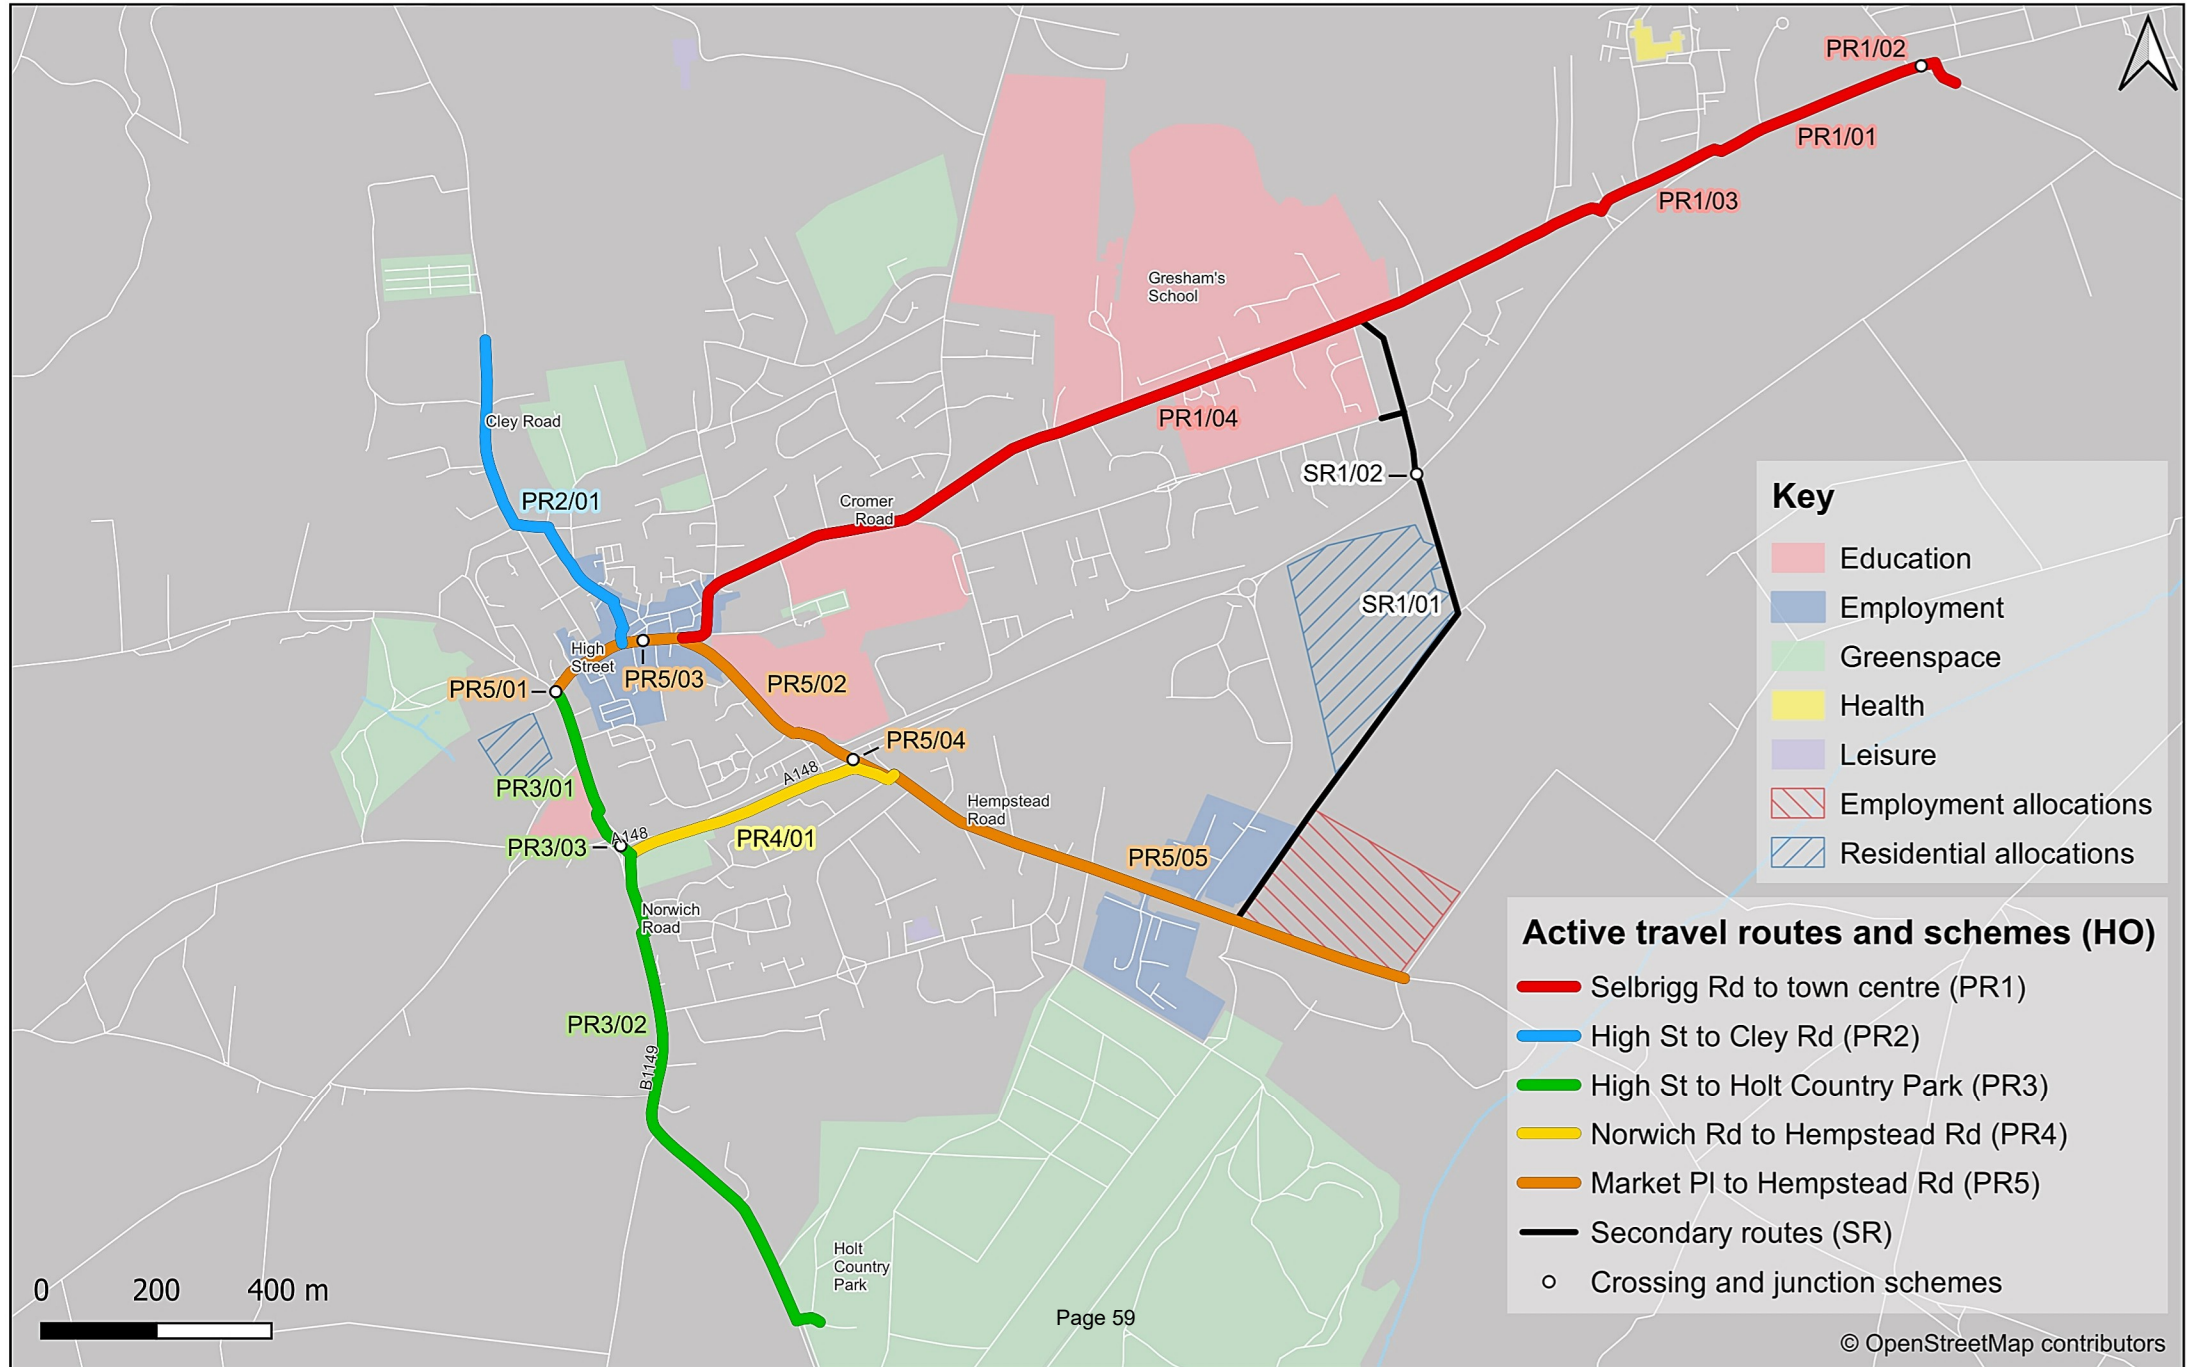 PR1/02
PR1/01
PR1/03
Gresham's
School
PR1/04
Cley Road
SR1/02
PR2/01
Cromer
Road
SR1/01
High
Street
PR5/01
PR5/03
PR5/02
PR5/04
A148
PR3/01
Hempstead
Road
A148
PR4/01
PR3/03
PR5/05
Norwich
Road
PR3/02
B1149
Holt
Country
Park
0 200 400 m
Page 59
Key
Education
Employment
Greenspace
Health
Leisure
Employment allocations
Residential allocations
Active travel routes and schemes (HO)
Selbrigg Rd to town centre (PR1)
High St to Cley Rd (PR2)
High St to Holt Country Park (PR3)
Norwich Rd to Hempstead Rd (PR4)
Market Pl to Hempstead Rd (PR5)
Secondary routes (SR)
Crossing and junction schemes
© OpenStreetMap contributors